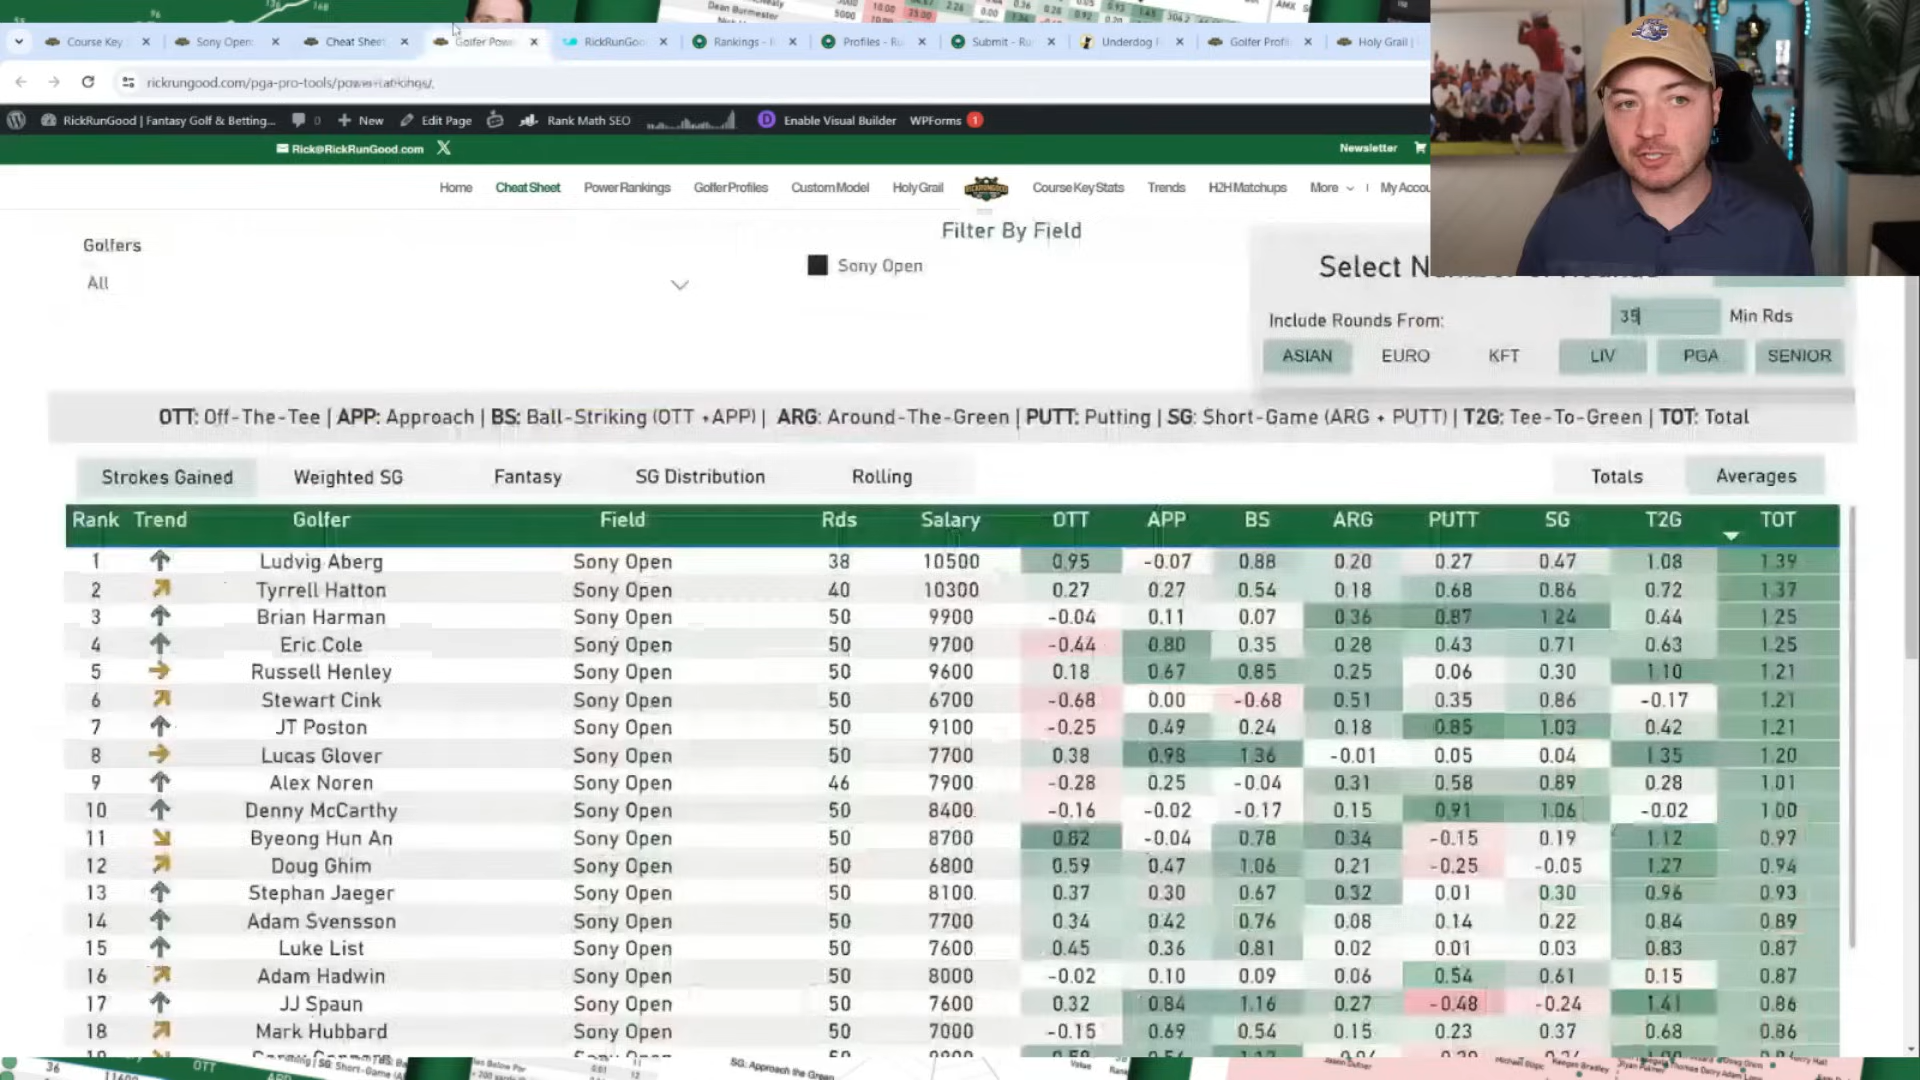 Course Key
Sony Open
Cheat Sheet
Golfer Pow
RickRunGoo
Rankings - R
Profiles - Ru
Submit - Ru
Underdog
Golfer Profil
Holy Grail |
rickrungood.com/pga-pro-tools/power-rankings/
RickRunGood | Fantasy Golf & Betting... 0 + New Edit Page Rank Math SEO Enable Visual Builder WPForms 1
Rick@RickRunGood.com Newsletter
Home Cheat Sheet Power Rankings Golfer Profiles Custom Model Holy Grail Course Key Stats Trends H2H Matchups More My Accou
Golfers
All
Filter By Field
Sony Open
Include Rounds From: 35 Min Rds
ASIAN EURO KFT LIV PGA SENIOR
OTT: Off-The-Tee | APP: Approach | BS: Ball-Striking (OTT +APP) | ARG: Around-The-Green | PUTT: Putting | SG: Short-Game (ARG + PUTT) | T2G: Tee-To-Green | TOT: Total
Strokes Gained Weighted SG Fantasy SG Distribution Rolling Totals Averages
Rank Trend Golfer Field Rds Salary OTT APP BS ARG PUTT SG T2G TOT
1 Ludvig Aberg Sony Open 38 10500 0.95 -0.07 0.88 0.20 0.27 0.47 1.08 1.39
2 Tyrrell Hatton Sony Open 40 10300 0.27 0.27 0.54 0.18 0.68 0.86 0.72 1.37
3 Brian Harman Sony Open 50 9900 -0.04 0.11 0.07 0.36 0.87 1.24 0.44 1.25
4 Eric Cole Sony Open 50 9700 -0.44 0.80 0.35 0.28 0.43 0.71 0.63 1.25
5 Russell Henley Sony Open 50 9600 0.18 0.67 0.85 0.25 0.06 0.30 1.10 1.21
6 Stewart Cink Sony Open 50 6700 -0.68 0.00 -0.68 0.51 0.35 0.86 -0.17 1.21
7 JT Poston Sony Open 50 9100 -0.25 0.49 0.24 0.18 0.85 1.03 0.42 1.21
8 Lucas Glover Sony Open 50 7700 0.38 0.98 1.36 -0.01 0.05 0.04 1.35 1.20
9 Alex Noren Sony Open 46 7900 -0.28 0.25 -0.04 0.31 0.58 0.89 0.28 1.01
10 Denny McCarthy Sony Open 50 8400 -0.16 -0.02 -0.17 0.15 0.91 1.06 -0.02 1.00
11 Byeong Hun An Sony Open 50 8700 0.82 -0.04 0.78 0.34 -0.15 0.19 1.12 0.97
12 Doug Ghim Sony Open 50 6800 0.59 0.47 1.06 0.21 -0.25 -0.05 1.27 0.94
13 Stephan Jaeger Sony Open 50 8100 0.37 0.30 0.67 0.32 0.01 0.30 0.96 0.93
14 Adam Svensson Sony Open 50 7700 0.34 0.42 0.76 0.08 0.14 0.22 0.84 0.89
15 Luke List Sony Open 50 7600 0.45 0.36 0.81 0.02 0.01 0.03 0.83 0.87
16 Adam Hadwin Sony Open 50 8000 -0.02 0.10 0.09 0.06 0.54 0.61 0.15 0.87
17 JJ Spaun Sony Open 50 7600 0.32 0.84 1.16 0.27 -0.48 -0.24 1.41 0.86
18 Mark Hubbard Sony Open 50 7000 -0.15 0.69 0.54 0.15 0.23 0.37 0.68 0.86